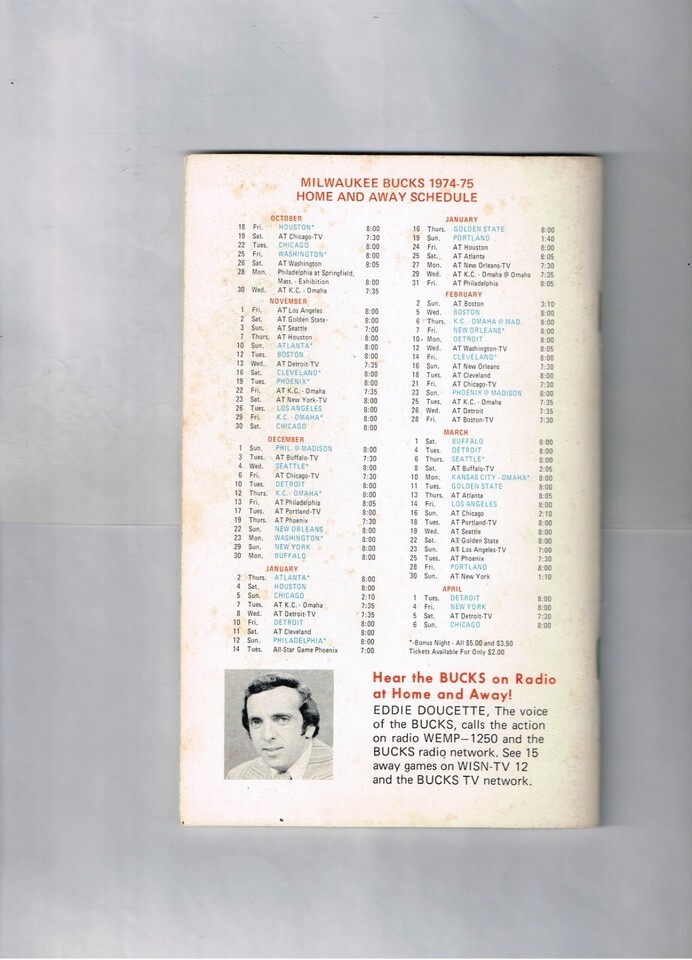 MILWAUKEE BUCKS 1974-75
HOME AND AWAY SCHEDULE
OCTOBER
18 Fri. HOUSTON* 8:00
19 Sat. AT Chicago-TV 7:30
22 Tues. CHICAGO 8:00
25 Fri. WASHINGTON* 8:00
26 Sat. AT Washington 8:05
28 Mon. Philadelphia at Springfield,
Mass. - Exhibition 8:00
30 Wed. AT K.C. - Omaha 7:35
NOVEMBER
1 Fri. AT Los Angeles 8:00
2 Sat. AT Golden State- 8:00
3 Sun. AT Seattle 7:00
7 Thurs. AT Houston 8:00
10 Sun. ATLANTA* 8:00
12 Tues. BOSTON 8:00
13 Wed. AT Detroit-TV 7:35
16 Sat. CLEVELAND* 8:00
19 Tues. PHOENIX* 8:00
22 Fri. AT K.C. - Omaha 7:35
23 Sat. AT New York-TV 8:00
26 Tues. LOS ANGELES 8:00
29 Fri. K.C. - OMAHA* 8:00
30 Sat. CHICAGO 8:00
DECEMBER
1 Sun. PHIL. @ MADISON 8:00
3 Tues. AT Buffalo-TV 7:30
4 Wed. SEATTLE* 8:00
6 Fri. AT Chicago-TV 7:30
10 Tues. DETROIT 8:00
12 Thurs. K.C. - OMAHA* 8:00
13 Fri. AT Philadelphia 8:05
17 Tues. AT Portland-TV 8:00
19 Thurs. AT Phoenix 7:30
22 Sun. NEW ORLEANS 8:00
23 Mon. WASHINGTON* 8:00
29 Sun. NEW YORK 8:00
30 Mon. BUFFALO 8:00
JANUARY
2 Thurs. ATLANTA* 8:00
4 Sat. HOUSTON 8:00
5 Sun. CHICAGO 2:10
7 Tues. AT K.C. - Omaha 7:35
8 Wed. AT Detroit-TV 7:35
10 Fri. DETROIT 8:00
11 Sat. AT Cleveland 8:00
12 Sun. PHILADELPHIA* 8:00
14 Tues. All-Star Game Phoenix 7:00
JANUARY
16 Thurs. GOLDEN STATE 8:00
19 Sun. PORTLAND 1:40
24 Fri. AT Houston 8:00
25 Sat. AT Atlanta 8:05
27 Mon. AT New Orleans-TV 7:30
29 Wed. AT K.C. - Omaha @ Omaha 7:35
31 Fri. AT Philadelphia 8:05
FEBRUARY
2 Sun. AT Boston 3:10
5 Wed. BOSTON 8:00
6 Thurs. K.C. - OMAHA @ MAD. 8:00
7 Fri. NEW ORLEANS* 8:00
10- Mon. DETROIT 8:00
12 Wed. AT Washington-TV 8:05
14 Fri. CLEVELAND* 8:00
16 Sun. AT New Orleans 7:30
18 Tues. AT Cleveland 8:00
21 Fri. AT Chicago-TV 7:30
23 Sun. PHOENIX @ MADISON 8:00
25 Tues. AT K.C. - Omaha 7:35
26 Wed. AT Detroit 7:35
28 Fri. AT Boston-TV 7:30
MARCH
1 Sat. BUFFALO 8:00
4 Tues. DETROIT 8:00
6 Thurs. SEATTLE* 8:00
8 Sat. AT Buffalo-TV 2:05
10 Mon. KANSAS CITY - OMAHA* 8:00
11 Tues. GOLDEN STATE 8:00
13 Thurs. AT Atlanta 8:05
14 Fri. LOS ANGELES 8:00
16 Sun. AT Chicago 2:10
18 Tues. AT Portland-TV 8:00
19 Wed. AT Seattle 8:00
22 Sat. AT Golden State 8:00
23 Sun. AT Los Angeles-TV 7:00
25 Tues. AT Phoenix 7:30
28 Fri. PORTLAND 8:00
30 Sun. AT New York 1:10
APRIL
1 Tues. DETROIT 8:00
4 Fri. NEW YORK 8:00
5 Sat. AT Detroit-TV 7:30
6 Sun. CHICAGO 8:00
*-Bonus Night - All $5.00 and $3.50
Tickets Available For Only $2.00
Hear the BUCKS on Radio
at Home and Away!
EDDIE DOUCETTE, The voice
of the BUCKS, calls the action
on radio WEMP-1250 and the
BUCKS radio network. See 15
away games on WISN-TV 12
and the BUCKS TV network.